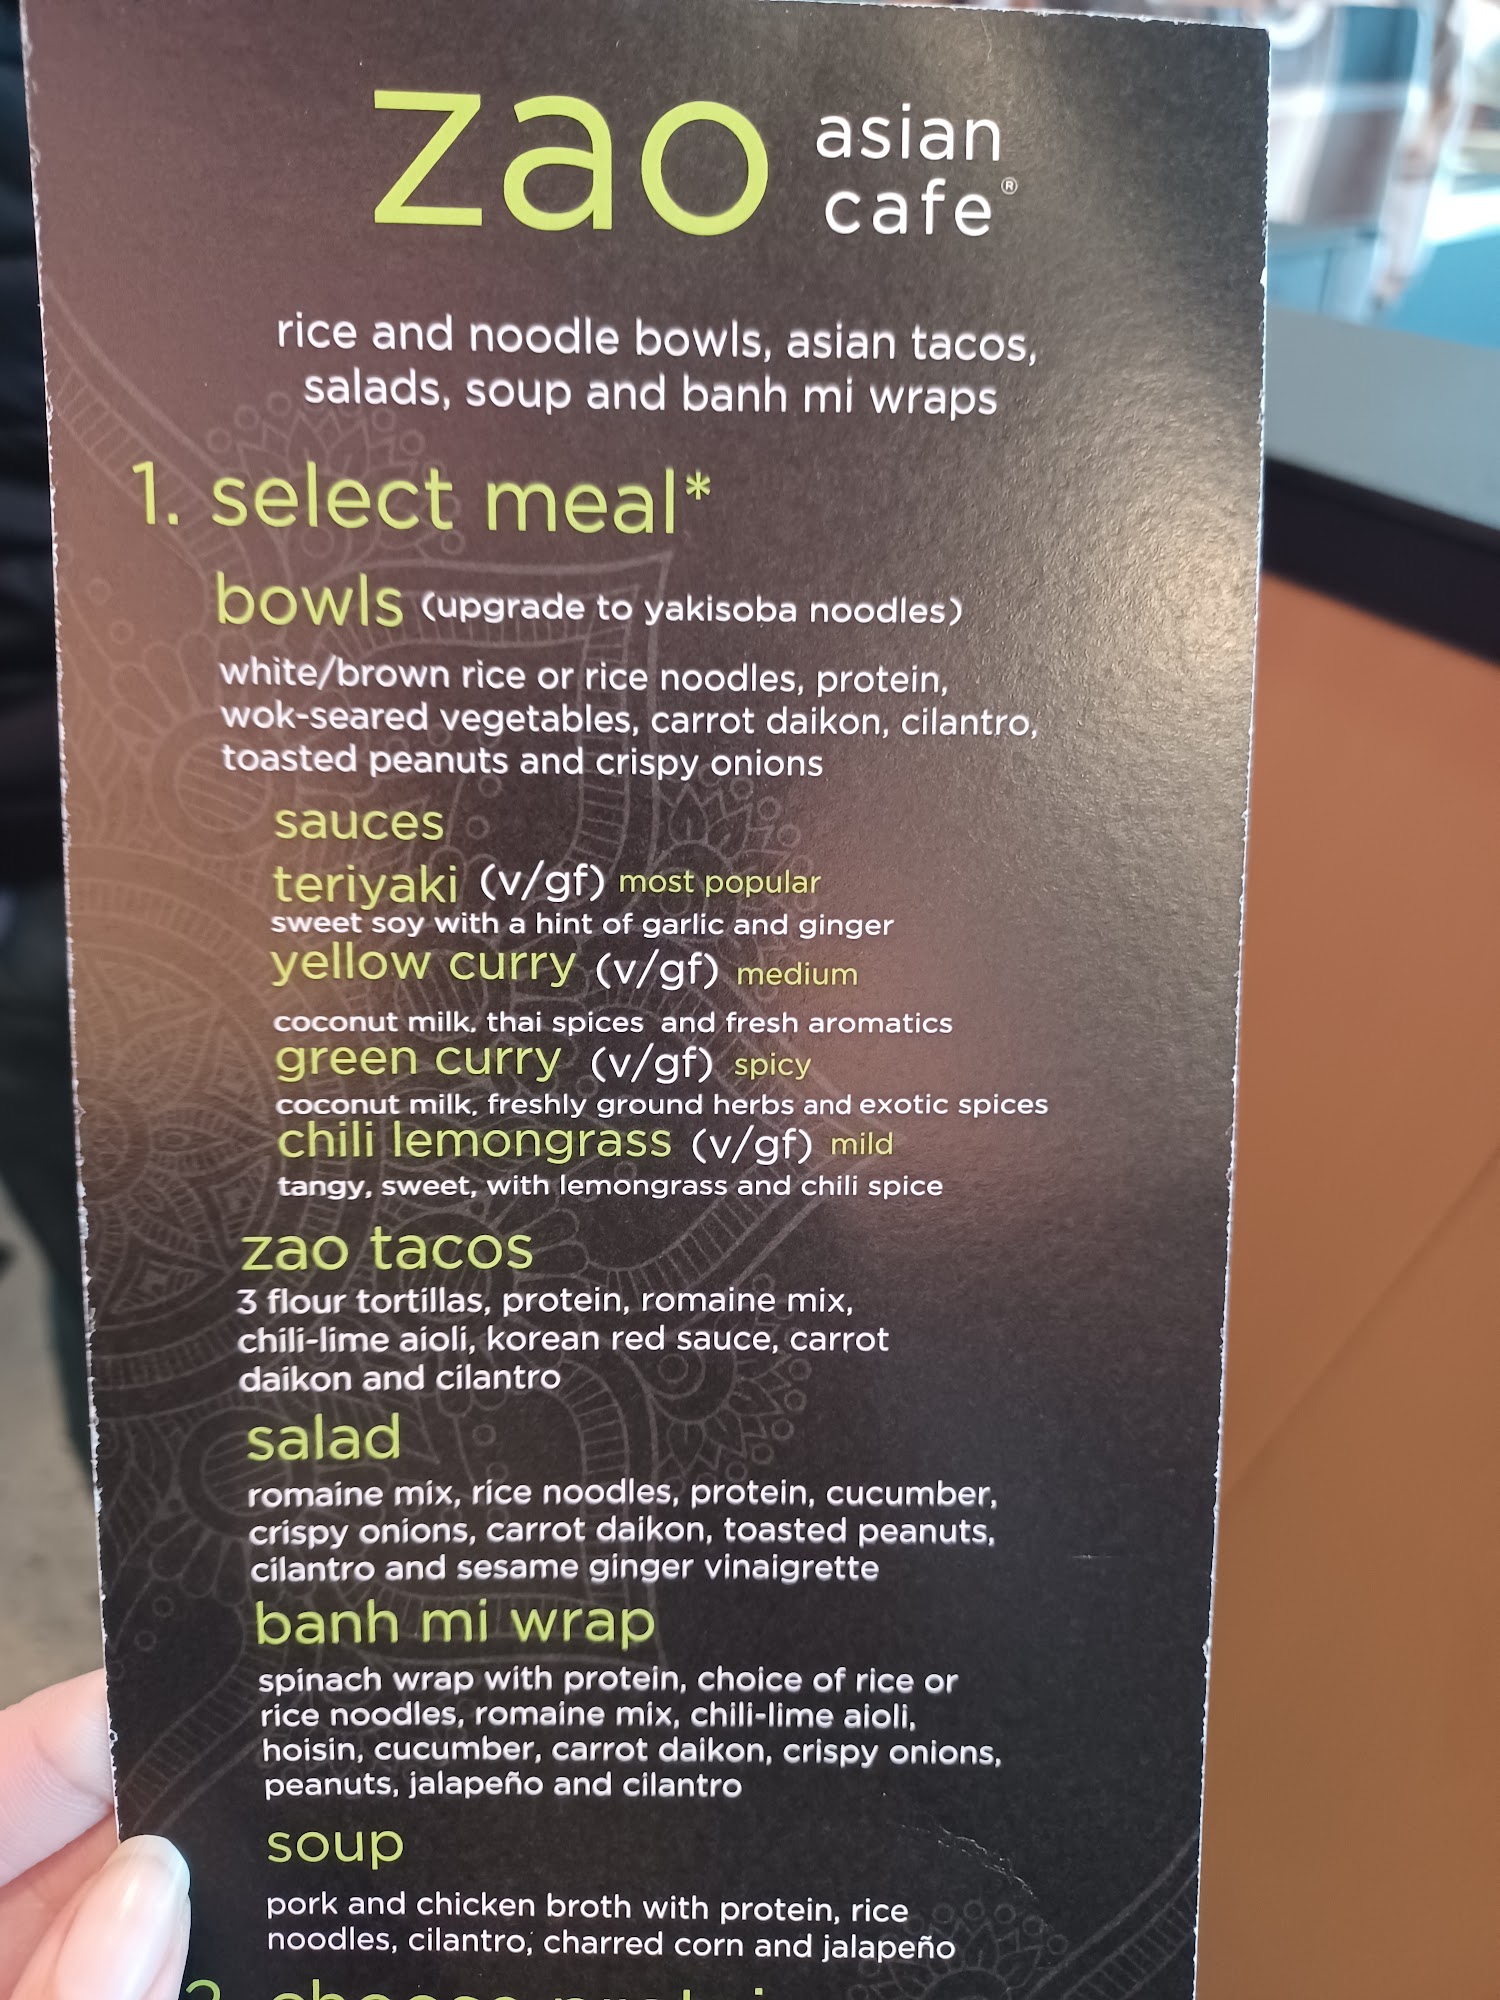 zao asian cafe®
rice and noodle bowls, asian tacos,
salads, soup and banh mi wraps
1. select meal*
bowls (upgrade to yakisoba noodles)
white/brown rice or rice noodles, protein,
wok-seared vegetables, carrot daikon, cilantro,
toasted peanuts and crispy onions
sauces
teriyaki (v/gf) most popular
sweet soy with a hint of garlic and ginger
yellow curry (v/gf) medium
coconut milk, thai spices and fresh aromatics
green curry (v/gf) spicy
coconut milk, freshly ground herbs and exotic spices
chili lemongrass (v/gf) mild
tangy, sweet, with lemongrass and chili spice
zao tacos
3 flour tortillas, protein, romaine mix,
chili-lime aioli, korean red sauce, carrot
daikon and cilantro
salad
romaine mix, rice noodles, protein, cucumber,
crispy onions, carrot daikon, toasted peanuts,
cilantro and sesame ginger vinaigrette
banh mi wrap
spinach wrap with protein, choice of rice or
rice noodles, romaine mix, chili-lime aioli,
hoisin, cucumber, carrot daikon, crispy onions,
peanuts, jalapeño and cilantro
soup
pork and chicken broth with protein, rice
noodles, cilantro, charred corn and jalapeño